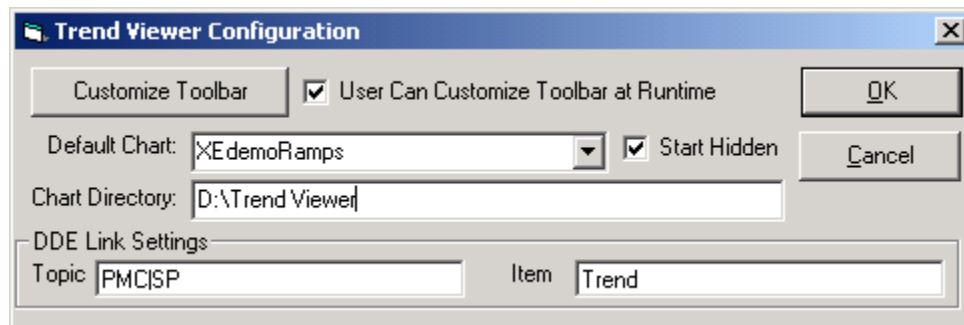 Trend Viewer Configuration
Customize Toolbar User Can Customize Toolbar at Runtime OK
Default Chart: XEdemoRamps Start Hidden Cancel
Chart Directory: D:\Trend Viewer
DDE Link Settings
Topic PMC|SP Item Trend